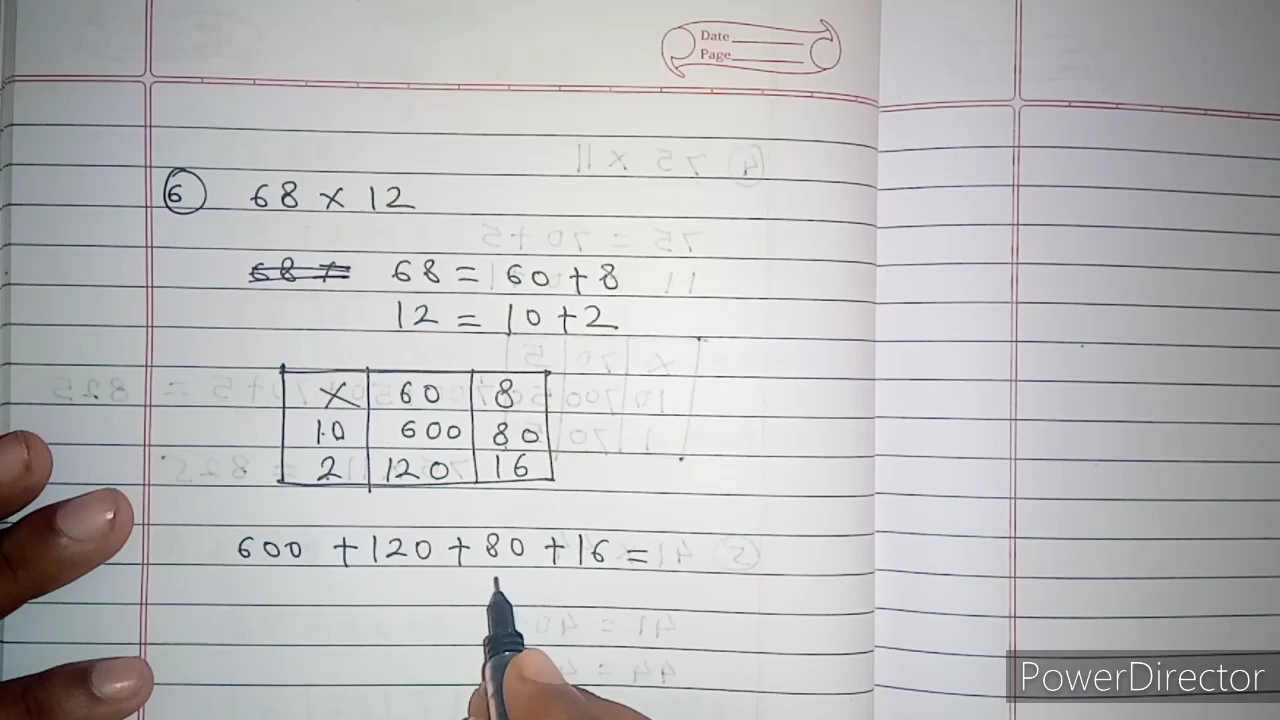 Date
Page
6 68 × 12
68 × 68 = 60 + 8
12 = 10 + 2
× 60 8
10 600 80
2 120 16
600 + 120 + 80 + 16 =
PowerDirector